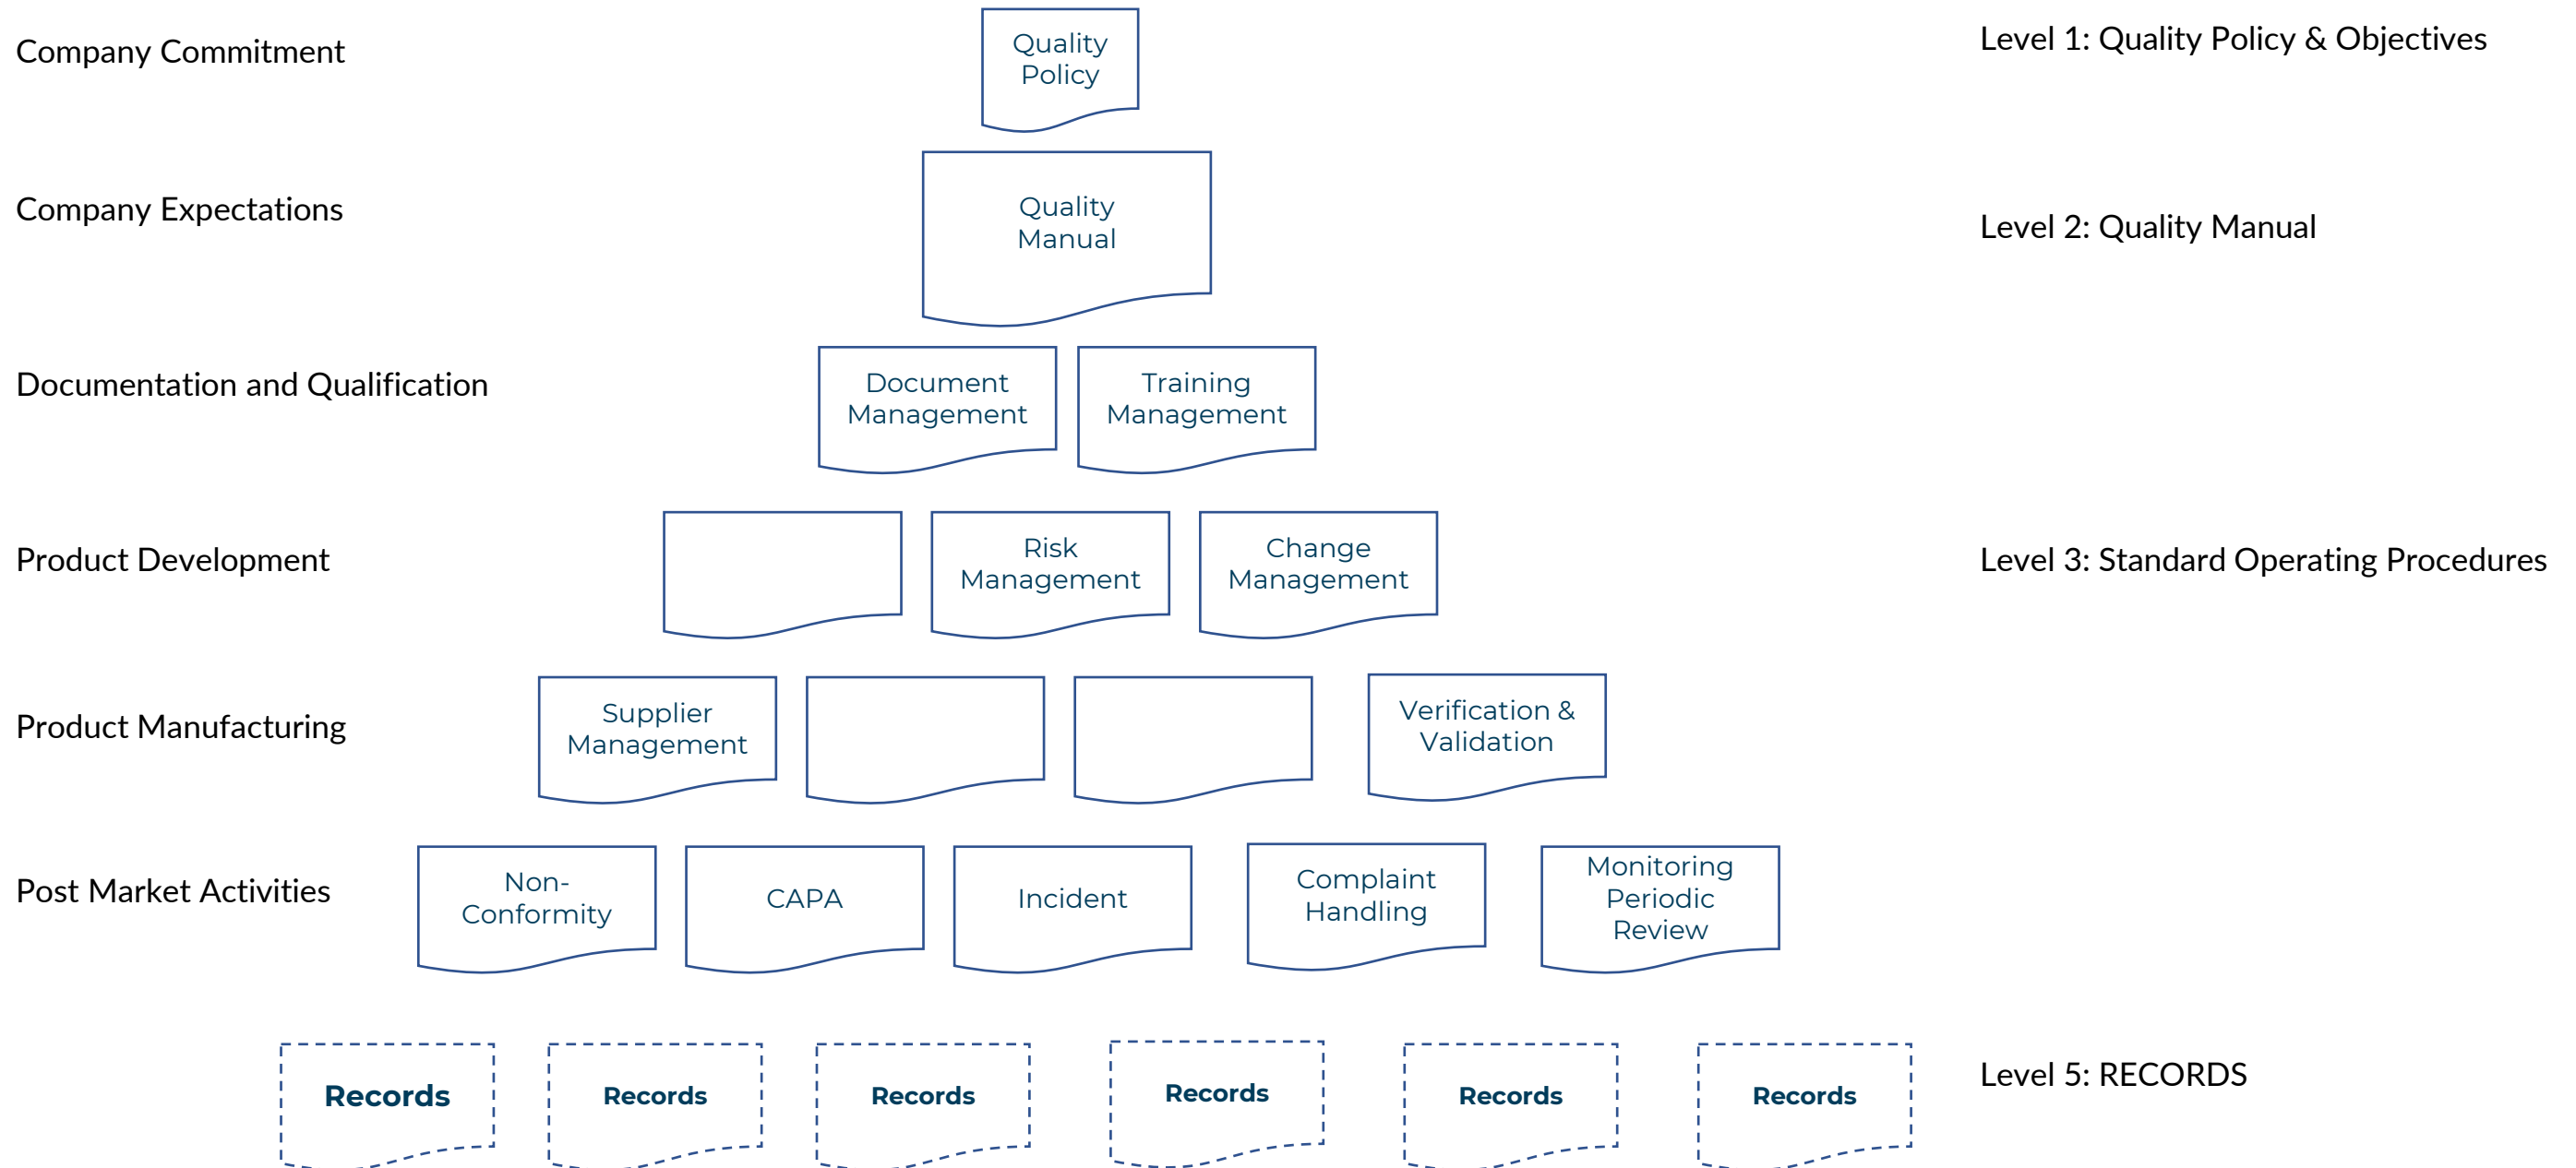 Company Commitment
Quality
Policy
Level 1: Quality Policy & Objectives
Company Expectations
Quality
Manual
Level 2: Quality Manual
Documentation and Qualification
Document
Management
Training
Management
Product Development
Risk
Management
Change
Management
Level 3: Standard Operating Procedures
Product Manufacturing
Supplier
Management
Verification &
Validation
Post Market Activities
Non-
Conformity
CAPA
Incident
Complaint
Handling
Monitoring
Periodic
Review
Records
Records
Records
Records
Records
Records
Level 5: RECORDS